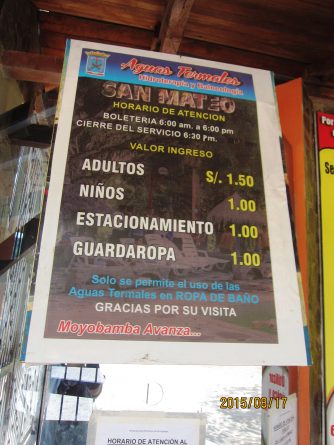 Aguas Termales
Hidroterapia y Balneología
SAN MATEO
HORARIO DE ATENCION
BOLETERIA 6:00 am. a 6:00 pm
CIERRE DEL SERVICIO 6:30 pm.
VALOR INGRESO
ADULTOS S/. 1.50
NIÑOS 1.00
ESTACIONAMIENTO 1.00
GUARDAROPA 1.00
Solo se permite el uso de las
Aguas Termales en ROPA DE BAÑO
GRACIAS POR SU VISITA
Moyobamba Avanza...
Por
2015/09/17
D
HORARIO DE ATENCIÓN AL